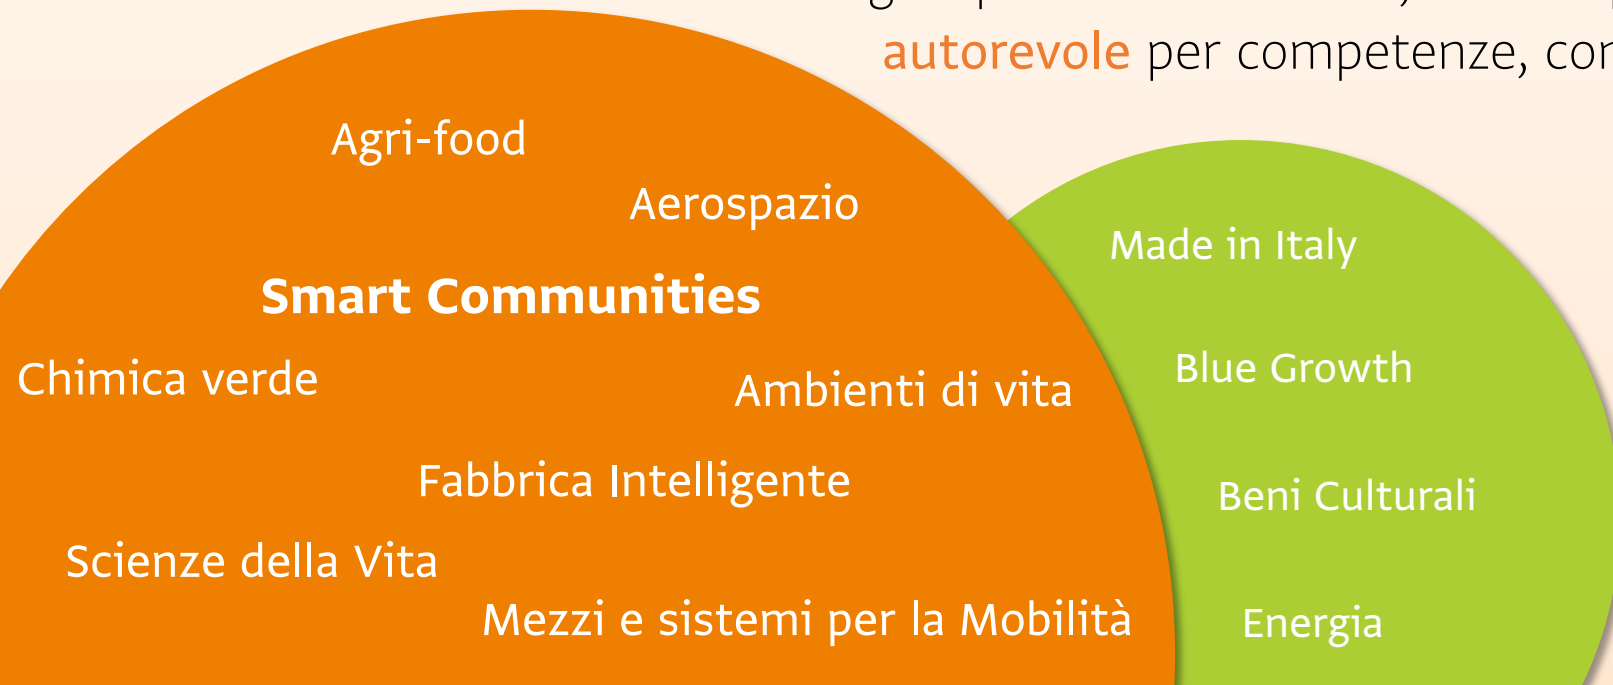 autorevole per competenze,
Agri-food
Aerospazio
Smart Communities
Chimica verde
Ambienti di vita
Fabbrica Intelligente
Scienze della Vita
Mezzi e sistemi per la Mobilità
Made in Italy
Blue Growth
Beni Culturali
Energia